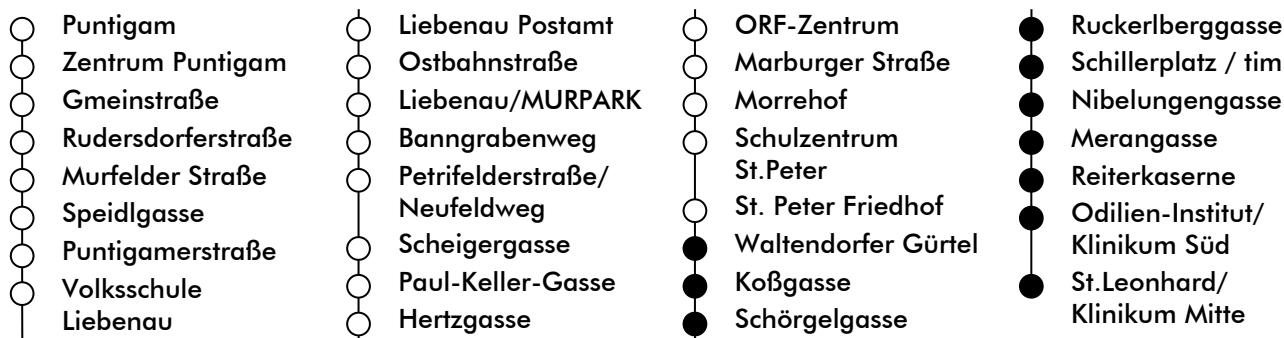 Puntigam
Zentrum Puntigam
Gmeinstraße
Rudersdorferstraße
Murfelder Straße
Speidlgasse
Puntigamerstraße
Volksschule
Liebenau
Liebenau Postamt
Ostbahnstraße
Liebenau/MURPARK
Banngrabenweg
Petrifelderstraße/
Neufeldweg
Scheigergasse
Paul-Keller-Gasse
Hertzgasse
ORF-Zentrum
Marburger Straße
Morrehof
Schulzentrum
St.Peter
St. Peter Friedhof
Waltendorfer Gürtel
Koßgasse
Schörgelgasse
Ruckerlberggasse
Schillerplatz / tim
Nibelungengasse
Merangasse
Reiterkaserne
Odilien-Institut/
Klinikum Süd
St.Leonhard/
Klinikum Mitte